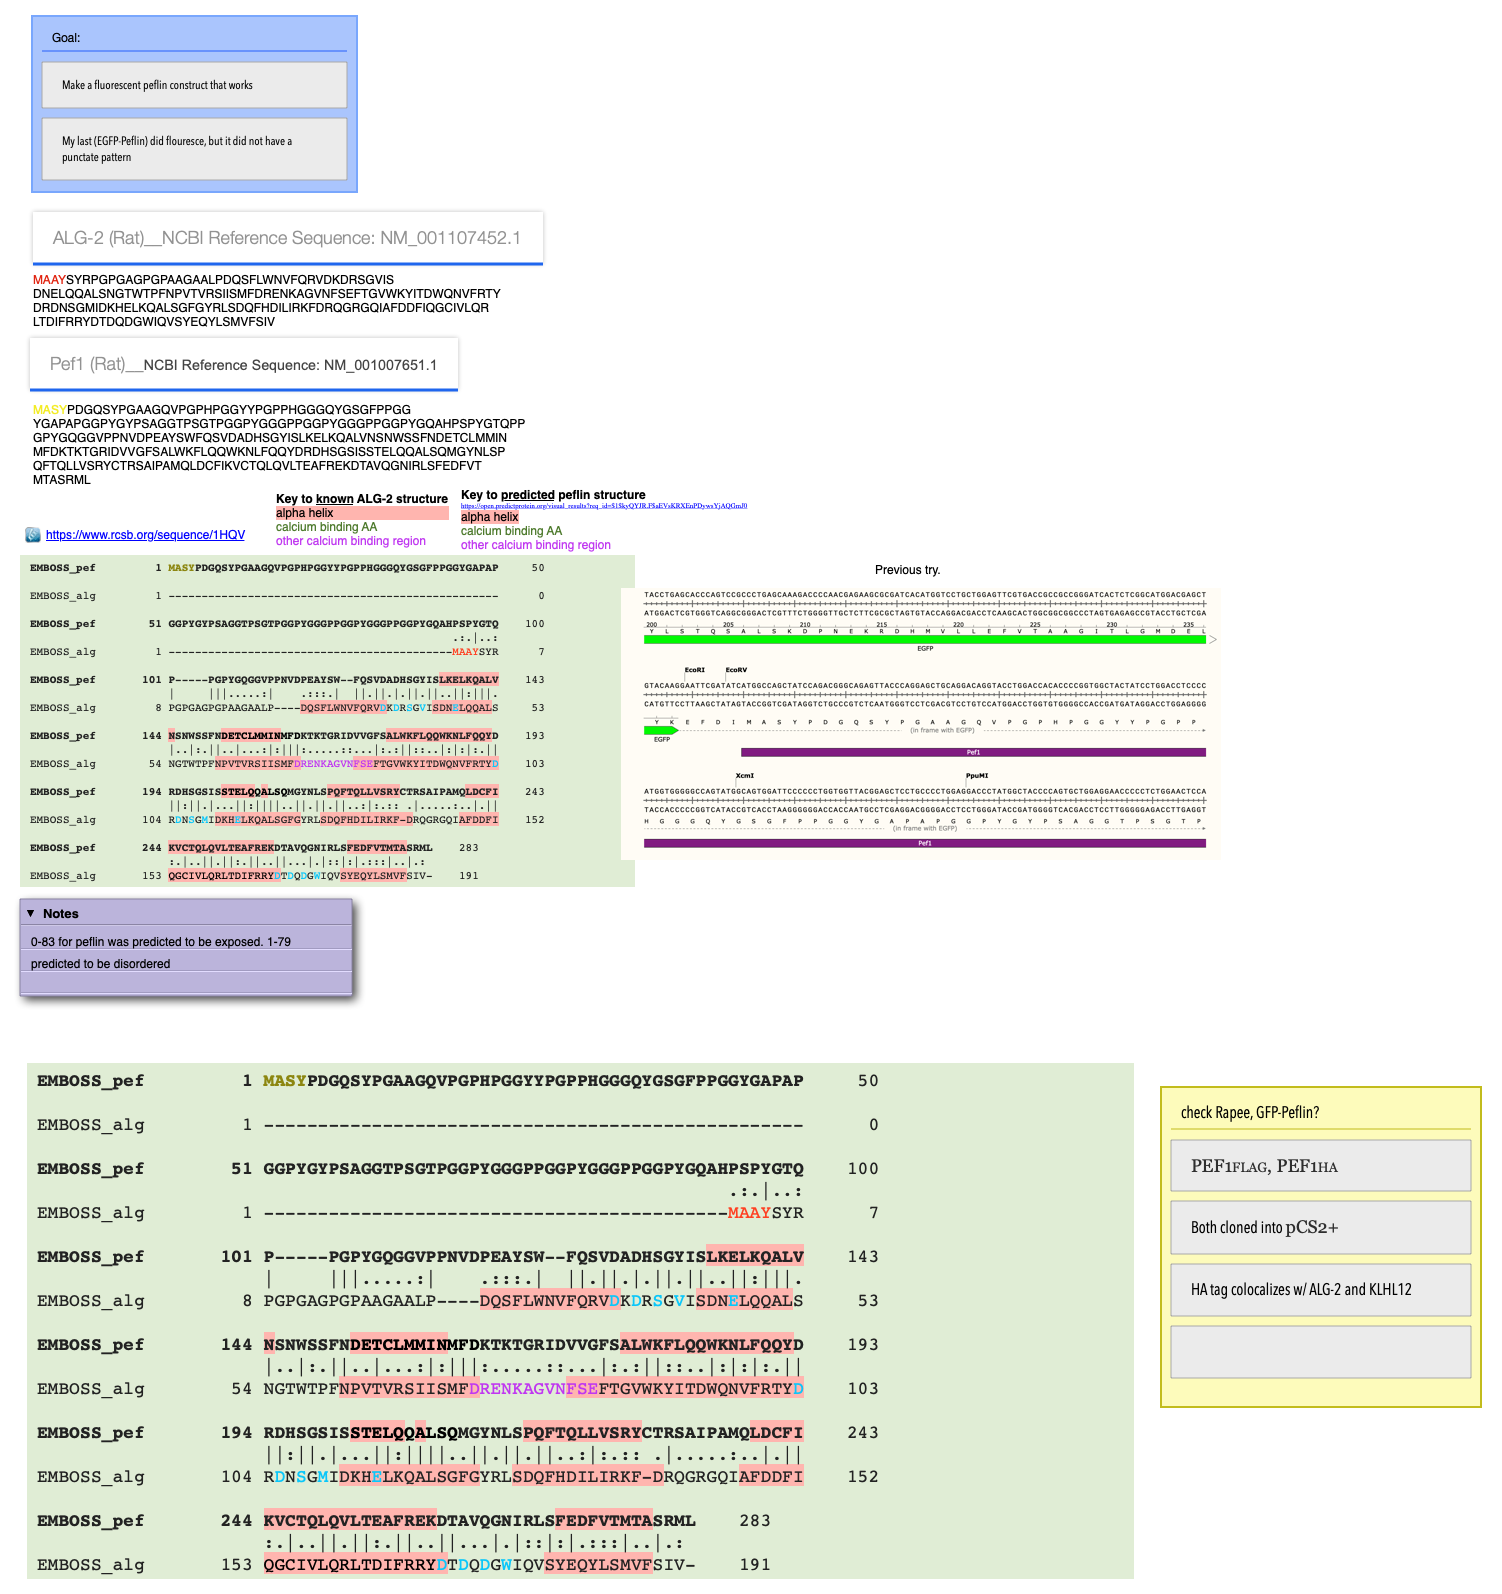 Goal:
Make a fluorescent peflin construct that works
My last (EGFP-Peflin) did flouresce, but it did not have a
punctate pattern
ALG-2 (Rat)__NCBI Reference Sequence: NM_001107452.1
MAAYSYRPGPGAGPGPAAGAALPDQSFLWNVFQRVDKDRSGVIS
DNELQQALSNGTWTPFNPVTVRSIISMFDRENKAGVNFSEFTGVWKYITDWQNVFRTY
DRDNSGMIDKHELKQALSGFGYRLSDQFHDILIRKFDRQGRGQIAFDDFIQGCIVLQR
LTDIFRRYDTDQDGWIQVSYEQYLSMVFSIV
Pef1 (Rat)__NCBI Reference Sequence: NM_001007651.1
MASYPDGQSYPGAAGQVPGPHPGGYYPGPPHGGGQYGSGFPPGG
YGAPAPGGPYGYPSAGGTPSGTPGGPYGGGPPGGPYGGGPPGGPYGQAHPSPYGTQPP
GPYGQGGVPPNVDPEAYSWFQSVDADHSGYISLKELKQALVNSNWSSFNDETCLMMIN
MFDKTKTGRIDVVGFSALWKFLQQWKNLFQQYDRDHSGSISSTELQQALSQMGYNLSP
QFTQLLVSRYCTRSAIPAMQLDCFIKVCTQLQVLTEAFREKDTAVQGNIRLSFEDFVT
MTASRML
Key to known ALG-2 structure
alpha helix
calcium binding AA
other calcium binding region
Key to predicted peflin structure
alpha helix
calcium binding AA
other calcium binding region
https://www.rcsb.org/sequence/1HQV
EMBOSS_pef 1 MASYPDGQSYPGAAGQVPGPHPGGYYPGPPHGGGQYGSGFPPGGYGAPAP 50
EMBOSS_alg 1 -------------------------------------------------- 0
EMBOSS_pef 51 GGPYGYPSAGGTPSGTPGGPYGGGPPGGPYGGGPPGGPYGQAHPSPYGTQ 100
.:.|..:
EMBOSS_alg 1 -------------------------------------------MAAYSYR 7
EMBOSS_pef 101 P-----PGPYGQGGVPPNVDPEAYSW--FQSVDADHSGYISLKELKQALV 143
| |||.....:| .:::.| ||.||.|.||.||..||:|||.
EMBOSS_alg 8 PGPGAGPGPAAGAALP----DQSFLWNVFQRVDKDRSGVISDNELQQALS 53
EMBOSS_pef 144 NSNWSSFNDETCLMMINMFDKTKTGRIDVVGFSALWKFLQQWKNLFQQYD 193
|..|:.||..|...:|:|||:.....::...|:.:||::..|:|:|:.||
EMBOSS_alg 54 NGTWTPFNPVTVRSIISMFDRENKAGVNFSEFTGVWKYITDWQNVFRTYD 103
EMBOSS_pef 194 RDHSGSISSTELQQALSQMGYNLSPQFTQLLVSRYCTRSAIPAMQLDCFI 243
||:||.|...||:||||..||.||.||..:|:.:: .|.....:..|.||
EMBOSS_alg 104 RDNSGMIDKHELKQALSGFGYRLSDQFHDILIRKF-DRQGRGQIAFDDFI 152
EMBOSS_pef 244 KVCTQLQVLTEAFREKDTAVQGNIRLSFEDFVTMTASRML 283
:.|.||.||:.||..||...|.|::|:|.:::||..|.:
EMBOSS_alg 153 QGCIVLQRLTDIFRRYDTDQDGWIQVSYEQYLSMVFSIV- 191
Previous try.
TACCTGAGCACCCAGTCCGCCCTGAGCAAAGACCCCAACGAGAAGCGCGATCACATGGTCCTGCTGGAGTTCGTGACCGCCGCCGGGATCACTCTCGGCATGGACGAGCT
ATGGACTCGTGGGTCAGGCGGGACTCGTTTCTGGGGTTGCTCTTCGCGCTAGTGTACCAGGACGACCTCAAGCACTGGCGGCGGCCCTAGTGAGAGCCGTACCTGCTCGA
200 205 210 215 220 225 230 235
Y L S T Q S A L S K D P N E K R D H M V L L E F V T A A G I T L G M D E L
EGFP
EcoRI EcoRV
GTACAAGGAATTCGATATCATGGCCAGCTATCCAGACGGGCAGAGTTACCCAGGAGCTGCAGGACAGGTACCTGGACCACACCCCGGTGGCTACTATCCTGGACCTCCCC
CATGTTCCTTAAGCTATAGTACCGGTCGATAGGTCTGCCCGTCTCAATGGGTCCTCGACGTCCTGTCCATGGACCTGGTGTGGGGCCACCGATGATAGGACCTGGAGGGG
Y K E F D I M A S Y P D G Q S Y P G A A G Q V P G P H P G G Y Y P G P P
EGFP
(in frame with EGFP)
Pef1
XcmI PpuMI
ATGGTGGGGGCCAGTATGGCAGTGGATTCCCCCCTGGTGGTTACGGAGCTCCTGCCCCTGGAGGACCCTATGGCTACCCCAGTGCTGGAGGAACCCCCTCTGGAACTCCA
TACCACCCCCGGTCATACCGTCACCTAAGGGGGGACCACCAATGCCTCGAGGACGGGGACCTCCTGGGATACCGATGGGGTCACGACCTCCTTGGGGGAGACCTTGAGGT
H G G G Q Y G S G F P P G G Y G A P A P G G P Y G Y P S A G G T P S G T P
(in frame with EGFP)
Pef1
▼ Notes
0-83 for peflin was predicted to be exposed. 1-79
predicted to be disordered
EMBOSS_pef 1 MASYPDGQSYPGAAGQVPGPHPGGYYPGPPHGGGQYGSGFPPGGYGAPAP 50
EMBOSS_alg 1 -------------------------------------------------- 0
EMBOSS_pef 51 GGPYGYPSAGGTPSGTPGGPYGGGPPGGPYGGGPPGGPYGQAHPSPYGTQ 100
.:.|..:
EMBOSS_alg 1 -------------------------------------------MAAYSYR 7
EMBOSS_pef 101 P-----PGPYGQGGVPPNVDPEAYSW--FQSVDADHSGYISLKELKQALV 143
| |||.....:| .:::.| ||.||.|.||.||..||:|||.
EMBOSS_alg 8 PGPGAGPGPAAGAALP----DQSFLWNVFQRVDKDRSGVISDNELQQALS 53
EMBOSS_pef 144 NSNWSSFNDETCLMMINMFDKTKTGRIDVVGFSALWKFLQQWKNLFQQYD 193
|..|:.||..|...:|:|||:.....::...|:.:||::..|:|:|:.||
EMBOSS_alg 54 NGTWTPFNPVTVRSIISMFDRENKAGVNFSEFTGVWKYITDWQNVFRTYD 103
EMBOSS_pef 194 RDHSGSISSTELQQALSQMGYNLSPQFTQLLVSRYCTRSAIPAMQLDCFI 243
||:||.|...||:||||..||.||.||..:|:.:: .|.....:..|.||
EMBOSS_alg 104 RDNSGMIDKHELKQALSGFGYRLSDQFHDILIRKF-DRQGRGQIAFDDFI 152
EMBOSS_pef 244 KVCTQLQVLTEAFREKDTAVQGNIRLSFEDFVTMTASRML 283
:.|.||.||:.||..||...|.|::|:|.:::||..|.:
EMBOSS_alg 153 QGCIVLQRLTDIFRRYDTDQDGWIQVSYEQYLSMVFSIV- 191
check Rapee, GFP-Peflin?
PEF1FLAG, PEF1HA
Both cloned into pCS2+
HA tag colocalizes w/ ALG-2 and KLHL12